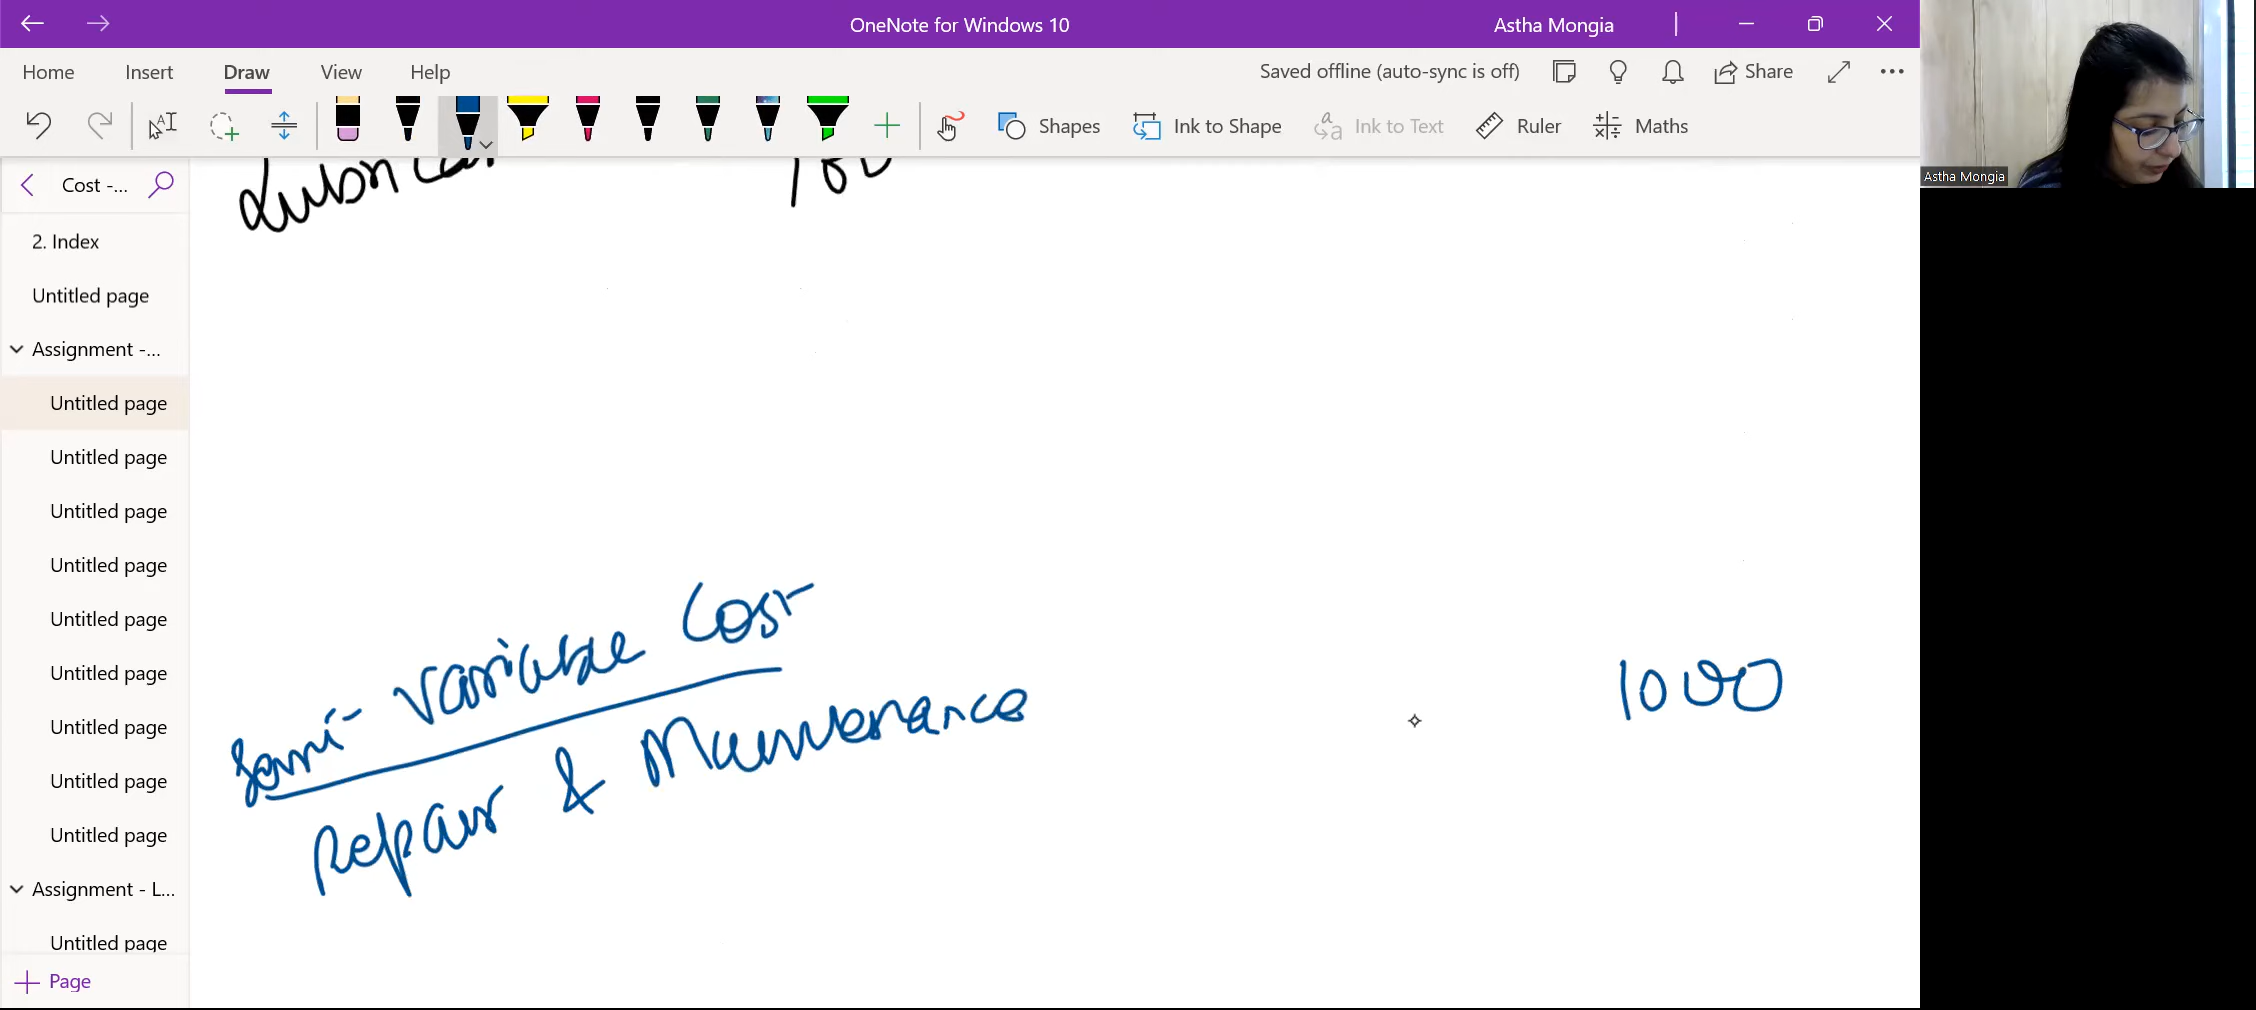 OneNote for Windows 10
Astha Mongia
Home Insert Draw View Help
Saved offline (auto-sync is off)
Share
Shapes
Ink to Shape
Ink to Text
Ruler
Maths
Cost -...
2. Index
Untitled page
Assignment -...
Untitled page
Untitled page
Untitled page
Untitled page
Untitled page
Untitled page
Untitled page
Untitled page
Untitled page
Assignment - L...
Untitled page
+ Page
Semi-Variable Cost
Repair & Maintenance 1000
Astha Mongia